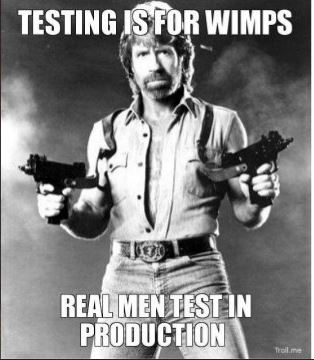 TESTING IS FOR WIMPS
REAL MEN TEST IN
PRODUCTION
Troll.me